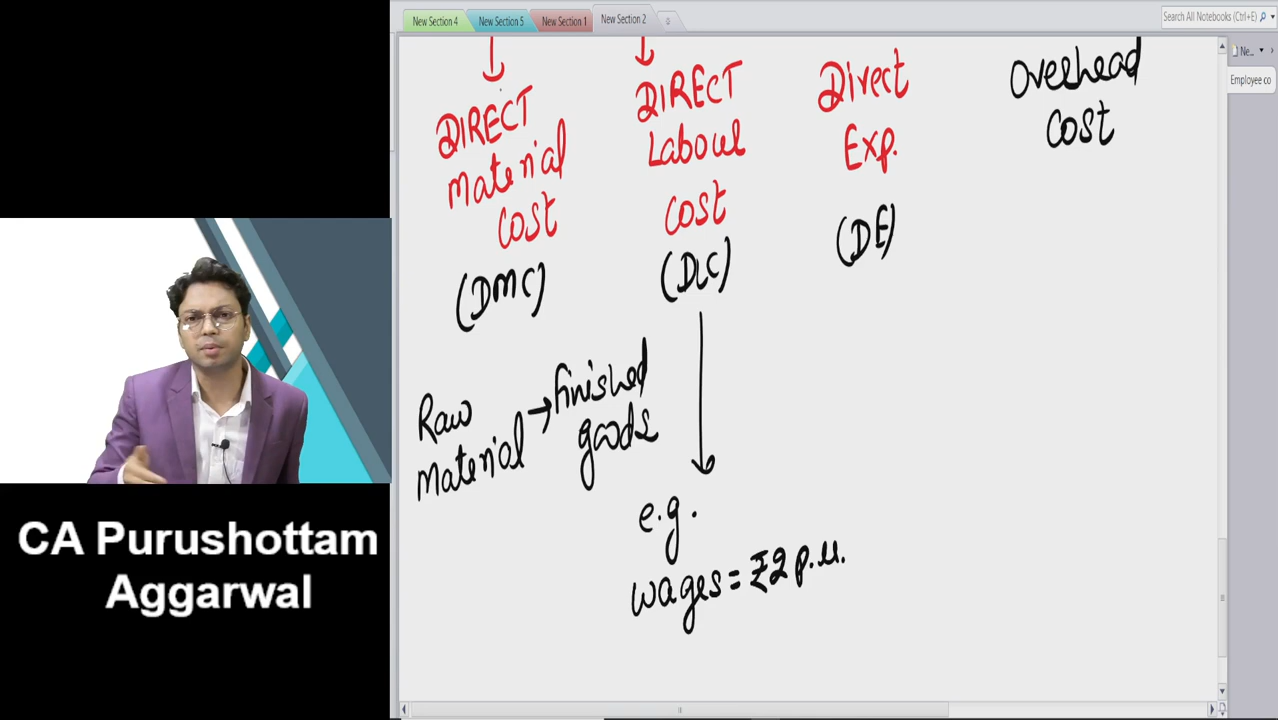 New Section 4
New Section 5
New Section 1
New Section 2
Search All Notebooks (Ctrl+E)
Ne...
Employee co
DIRECT
Material
Cost
(DMC)
DIRECT
Labour
Cost
(DLC)
Direct
Exp.
(DE)
Overhead
Cost
Raw
Material → Finished
goods
e.g.
wages = ₹2 p.u.
CA Purushottam
Aggarwal